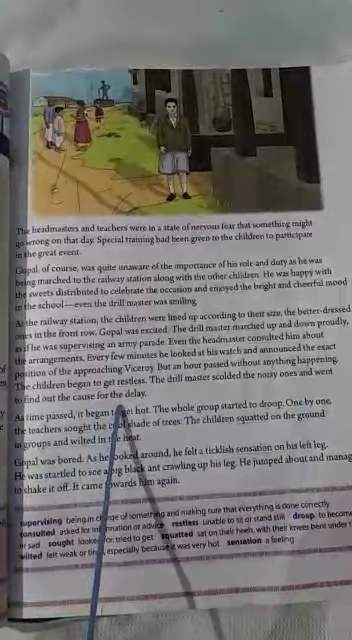 The headmasters and teachers were in a state of nervous fear that something might
go wrong on that day. Special training had been given to the children to participate
in the great event.
Gopal, of course, was quite unaware of the importance of his role and duty as he was
being marched to the railway station along with the other children. He was happy with
the sweets distributed to celebrate the occasion and enjoyed the bright and cheerful mood
in the school—even the drill master was smiling.
At the railway station, the children were lined up according to their size, the better-dressed
ones in the front row. Gopal was excited. The drill master marched up and down proudly,
as if he was supervising an army parade. Even the headmaster consulted him about
the arrangements. Every few minutes he looked at his watch and announced the exact
position of the approaching Viceroy. But an hour passed without anything happening.
The children began to get restless. The drill master scolded the noisy ones and went
to find out the cause for the delay.
As time passed, it began to get hot. The whole group started to droop. One by one,
the teachers sought the cool shade of trees. The children squatted on the ground
in groups and wilted in the heat.
Gopal was bored. As he looked around, he felt a ticklish sensation on his left leg.
He was startled to see a big black ant crawling up his leg. He jumped about and manag
to shake it off. It came towards him again.
supervising being in charge of something and making sure that everything is done correctly
consulted asked for information or advice restless unable to sit or stand still droop to become
or sad sought looked for; tried to get squatted sat on their heels, with their knees bent under t
wilted felt weak or tired, especially because it was very hot sensation a feeling